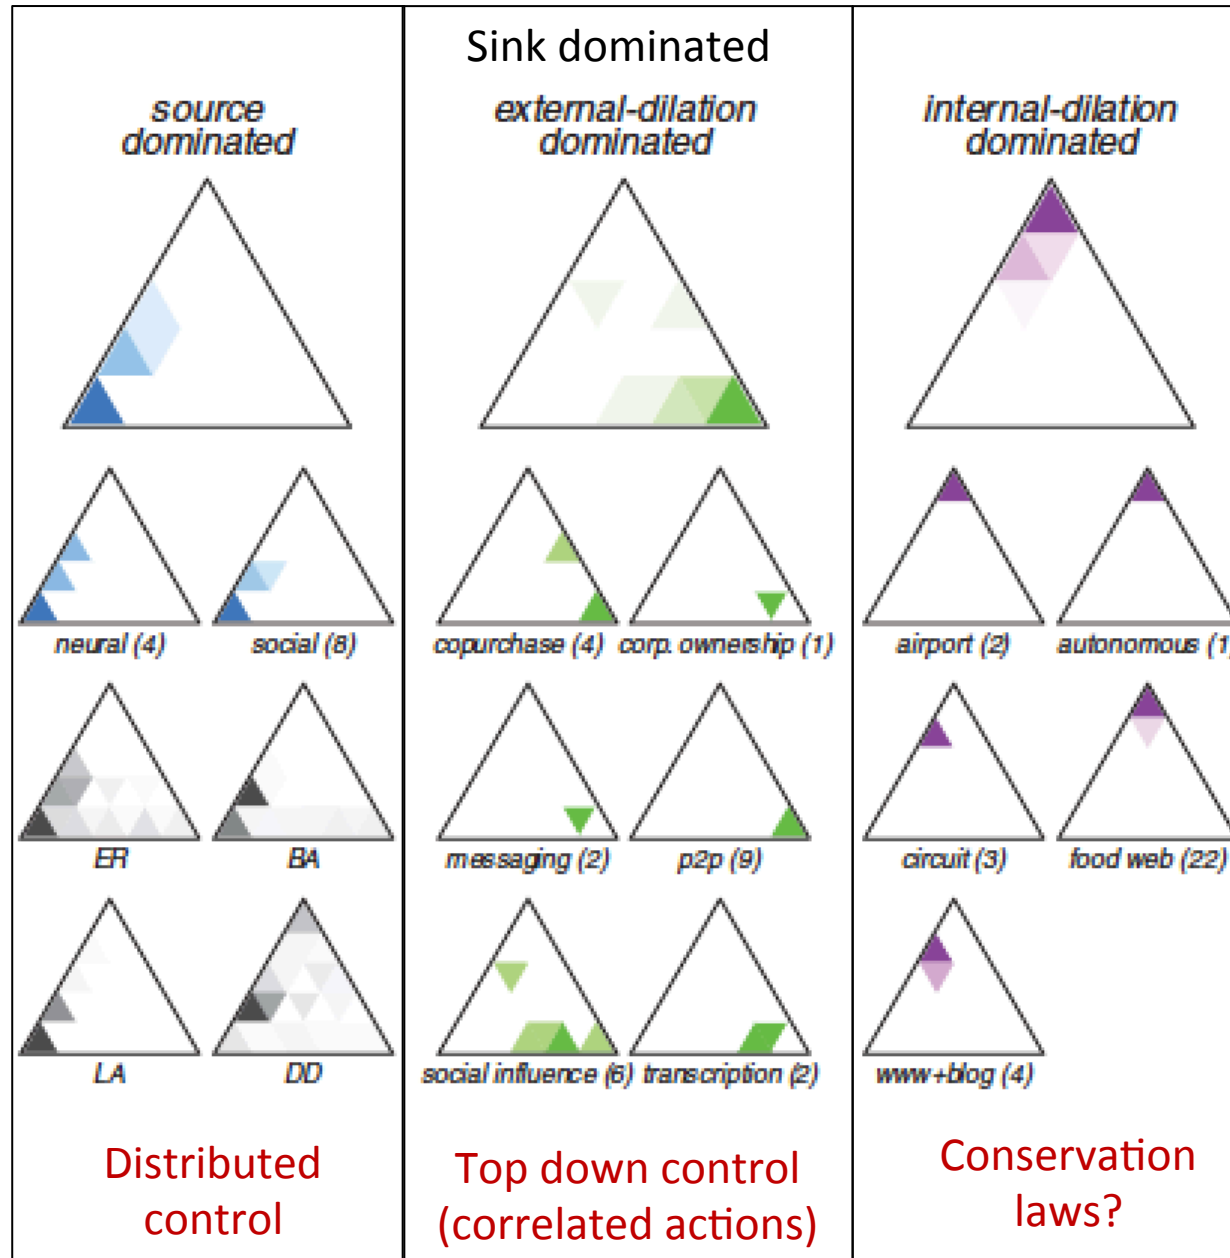 source
dominated
neural (4) social (8)
ER BA
LA DD
Distributed
control
Sink dominated
external-dilation
dominated
copurchase (4) corp. ownership (1)
messaging (2) p2p (9)
social influence (6) transcription (2)
Top down control
(correlated actions)
internal-dilation
dominated
airport (2) autonomous (1
circuit (3) food web (22)
www+blog (4)
Conservation
laws?